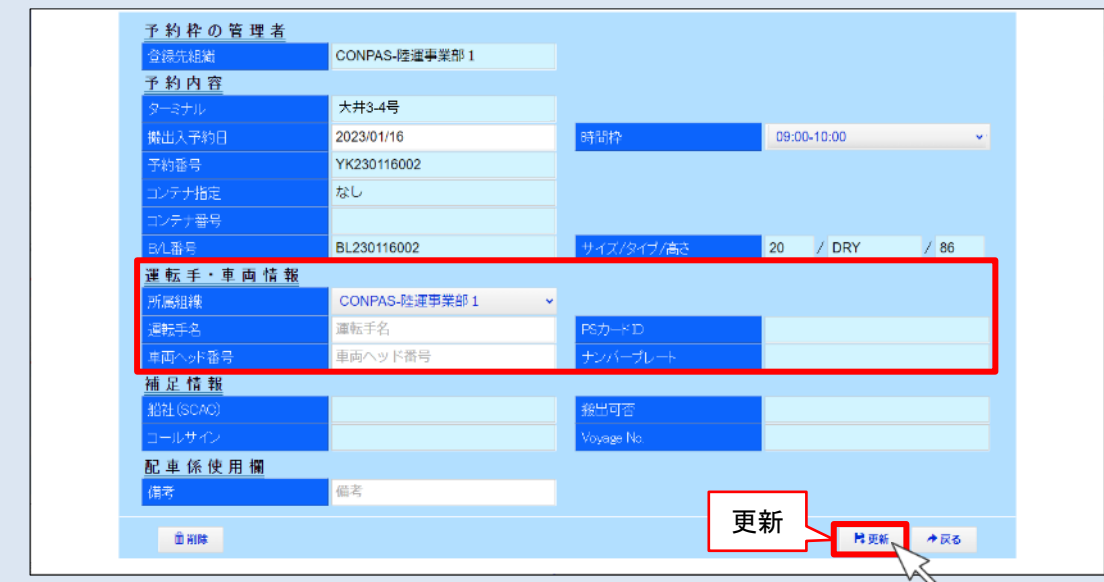 予約枠の管理者
登録先組織 CONPAS-陸運事業部1
予約内容
ターミナル 大井3-4号
搬出入予約日 2023/01/16 時間枠 09:00-10:00
予約番号 YK230116002
コンテナ指定 なし
コンテナ番号
B/L番号 BL230116002 サイズ/タイプ/高さ 20 / DRY / 86
運転手・車両情報
所属組織 CONPAS-陸運事業部1
運転手名 運転手名 PSカードID
車両ヘッド番号 車両ヘッド番号 ナンバープレート
補足情報
船社(SCAC) 搬出可否
コールサイン Voyage No.
配車係使用欄
備考 備考
更新
削除 更新 戻る